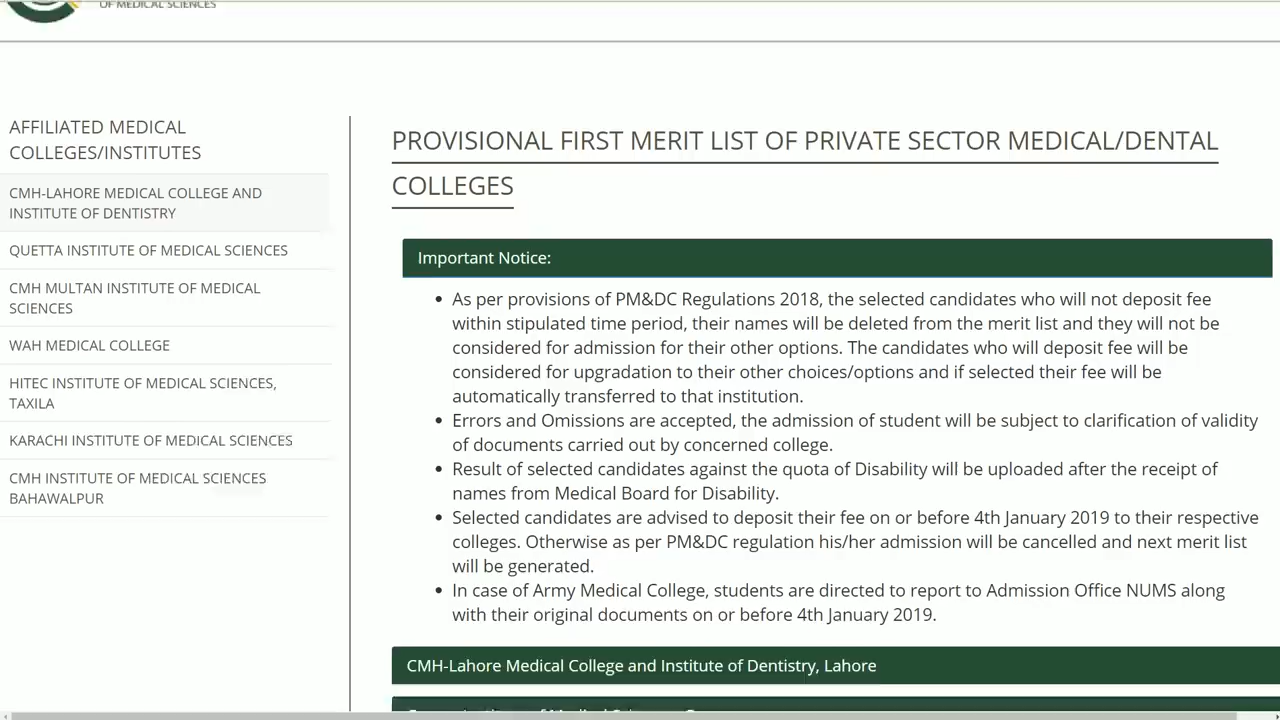 OF MEDICAL SCIENCES
AFFILIATED MEDICAL
COLLEGES/INSTITUTES
CMH-LAHORE MEDICAL COLLEGE AND
INSTITUTE OF DENTISTRY
QUETTA INSTITUTE OF MEDICAL SCIENCES
CMH MULTAN INSTITUTE OF MEDICAL
SCIENCES
WAH MEDICAL COLLEGE
HITEC INSTITUTE OF MEDICAL SCIENCES,
TAXILA
KARACHI INSTITUTE OF MEDICAL SCIENCES
CMH INSTITUTE OF MEDICAL SCIENCES
BAHAWALPUR
PROVISIONAL FIRST MERIT LIST OF PRIVATE SECTOR MEDICAL/DENTAL
COLLEGES
Important Notice:
• As per provisions of PM&DC Regulations 2018, the selected candidates who will not deposit fee
within stipulated time period, their names will be deleted from the merit list and they will not be
considered for admission for their other options. The candidates who will deposit fee will be
considered for upgradation to their other choices/options and if selected their fee will be
automatically transferred to that institution.
• Errors and Omissions are accepted, the admission of student will be subject to clarification of validity
of documents carried out by concerned college.
• Result of selected candidates against the quota of Disability will be uploaded after the receipt of
names from Medical Board for Disability.
• Selected candidates are advised to deposit their fee on or before 4th January 2019 to their respective
colleges. Otherwise as per PM&DC regulation his/her admission will be cancelled and next merit list
will be generated.
• In case of Army Medical College, students are directed to report to Admission Office NUMS along
with their original documents on or before 4th January 2019.
CMH-Lahore Medical College and Institute of Dentistry, Lahore